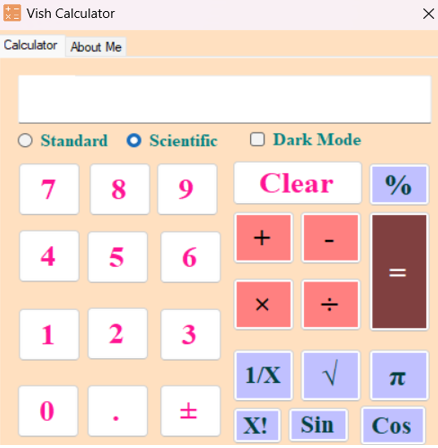 Vish Calculator
Calculator About Me
Standard Scientific Dark Mode
7 8 9 Clear %
4 5 6 + - =
1 2 3 × ÷
1/X √ π
0 . ± X! Sin Cos